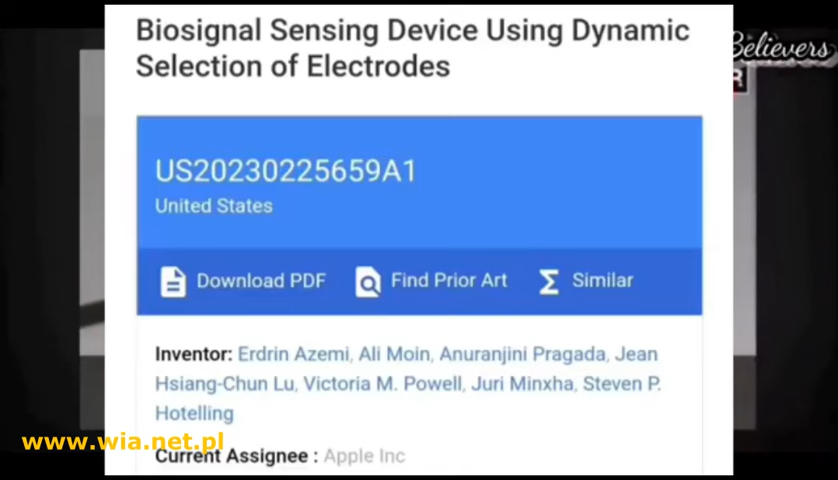 Biosignal Sensing Device Using Dynamic
Selection of Electrodes
Believers
R
US20230225659A1
United States
Download PDF Find Prior Art Similar
Inventor: Erdrin Azemi, Ali Moin, Anuranjini Pragada, Jean
Hsiang-Chun Lu, Victoria M. Powell, Juri Minxha, Steven P.
Hotelling
www.wia.net.pl
Current Assignee : Apple Inc